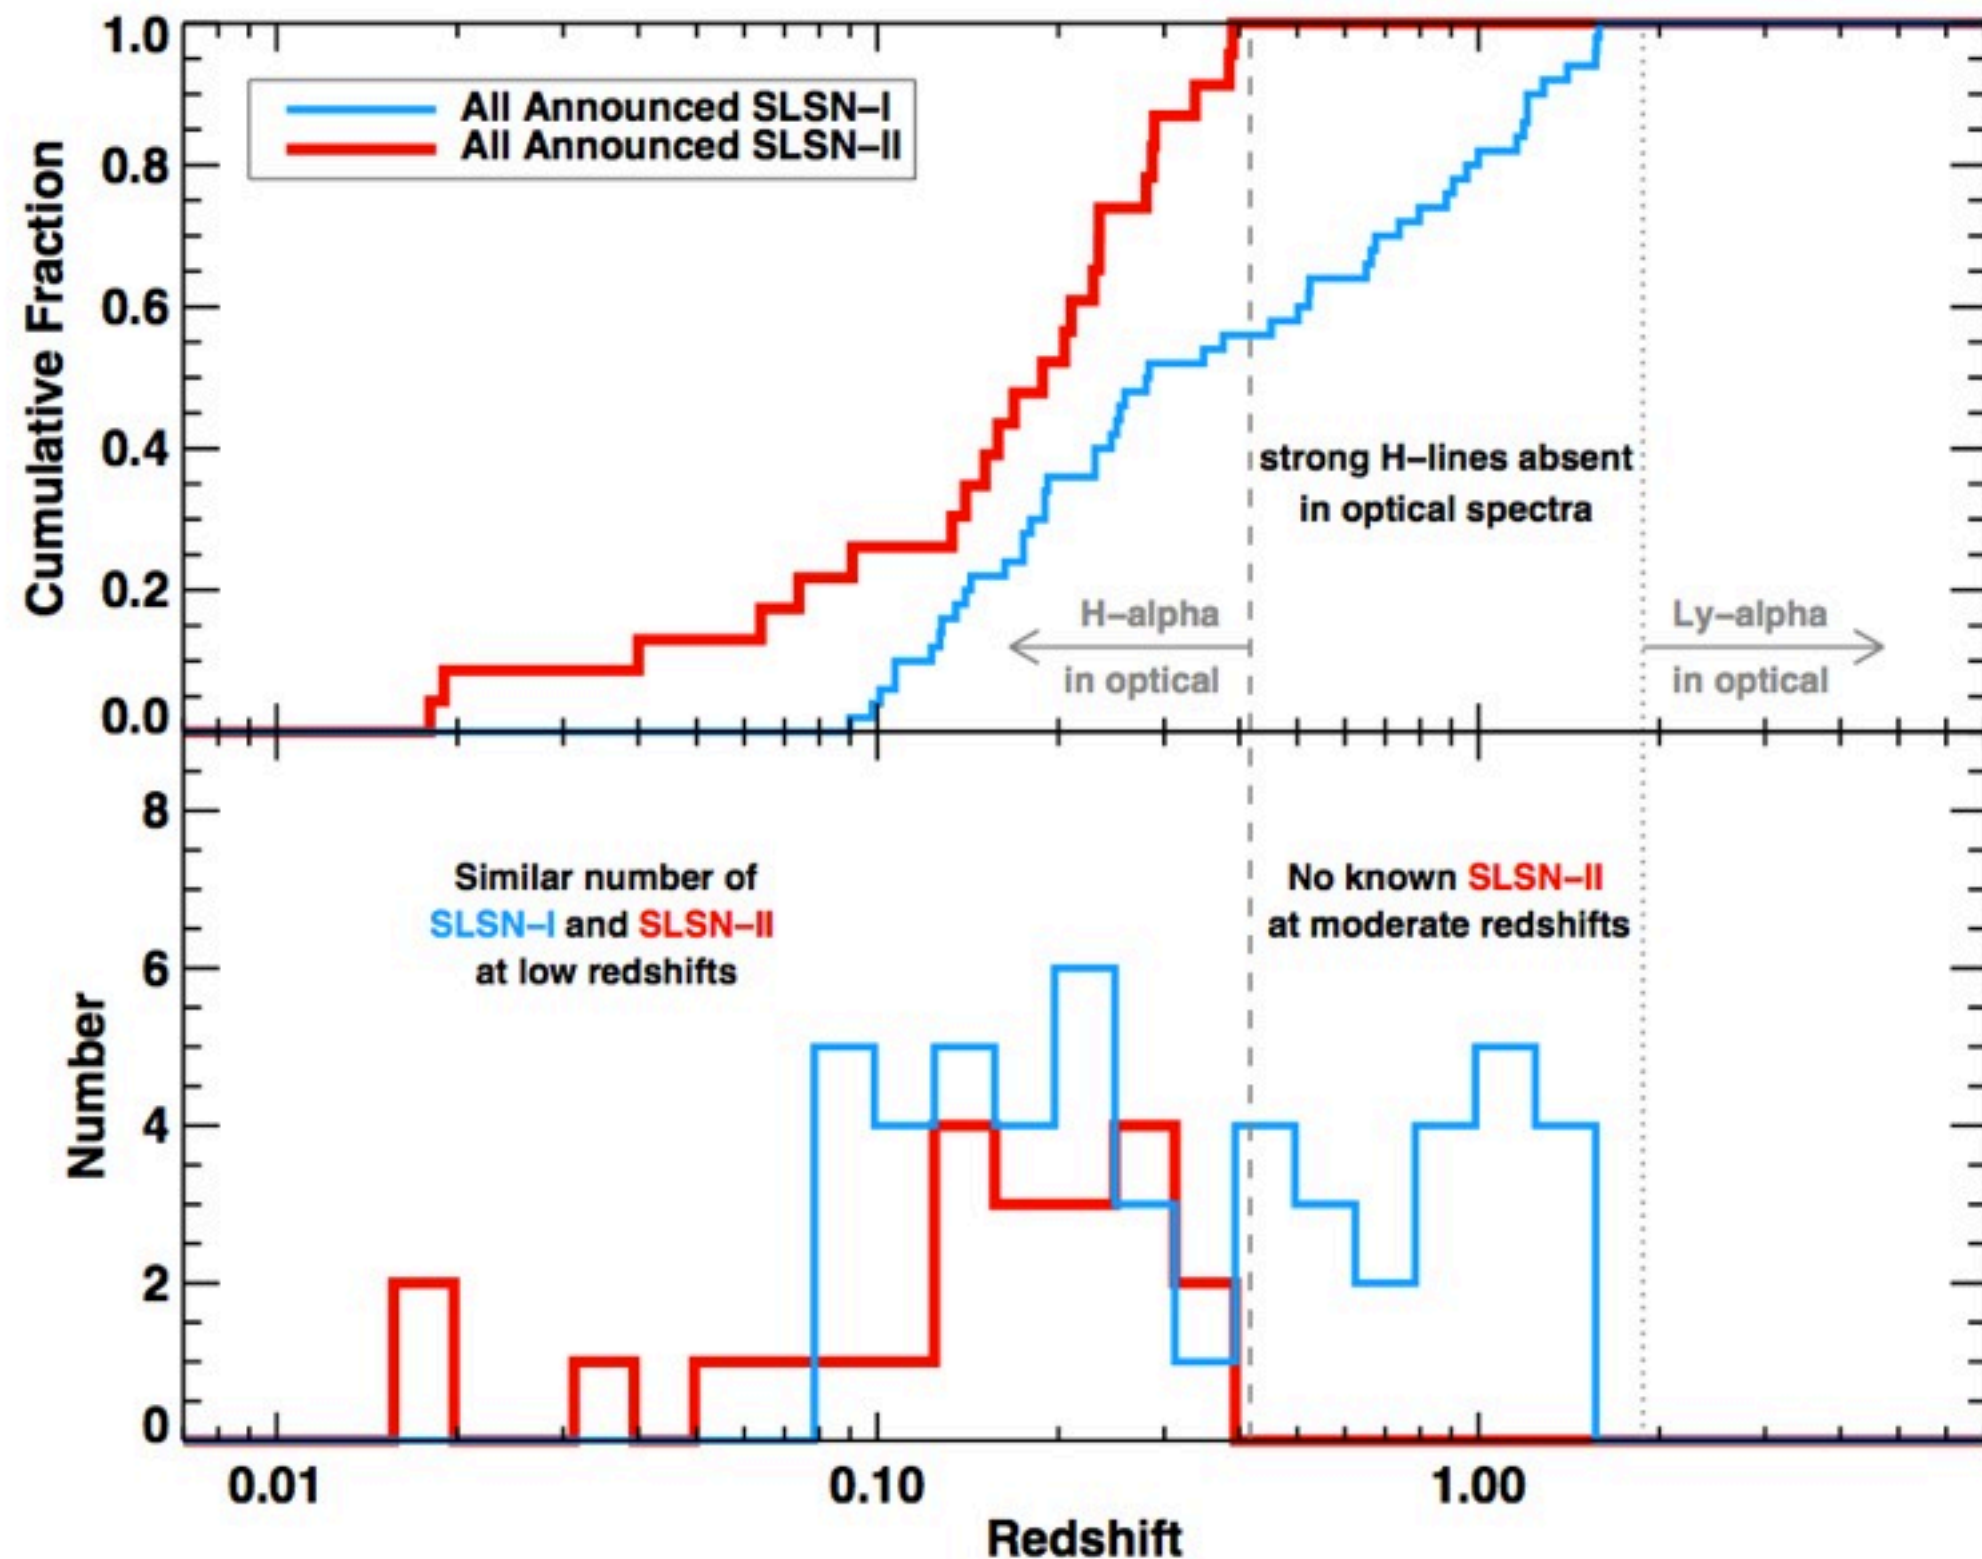 1.0
All Announced SLSN–I
All Announced SLSN–II
0.8
0.6
0.4
0.2
0.0
Cumulative Fraction
strong H–lines absent
in optical spectra
H–alpha
in optical
Ly–alpha
in optical
8
6
4
2
0
Number
Similar number of
SLSN–I and SLSN–II
at low redshifts
No known SLSN–II
at moderate redshifts
0.01
0.10
1.00
Redshift